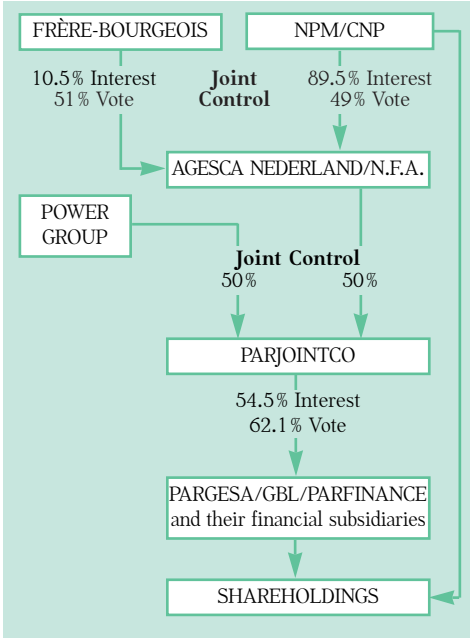 FRÈRE-BOURGEOIS
NPM/CNP
10.5% Interest
51% Vote
Joint
Control
89.5% Interest
49% Vote
AGESCA NEDERLAND/N.F.A.
POWER
GROUP
Joint Control
50%
50%
PARJOINTCO
54.5% Interest
62.1% Vote
PARGESA/GBL/PARFINANCE
and their financial subsidiaries
SHAREHOLDINGS